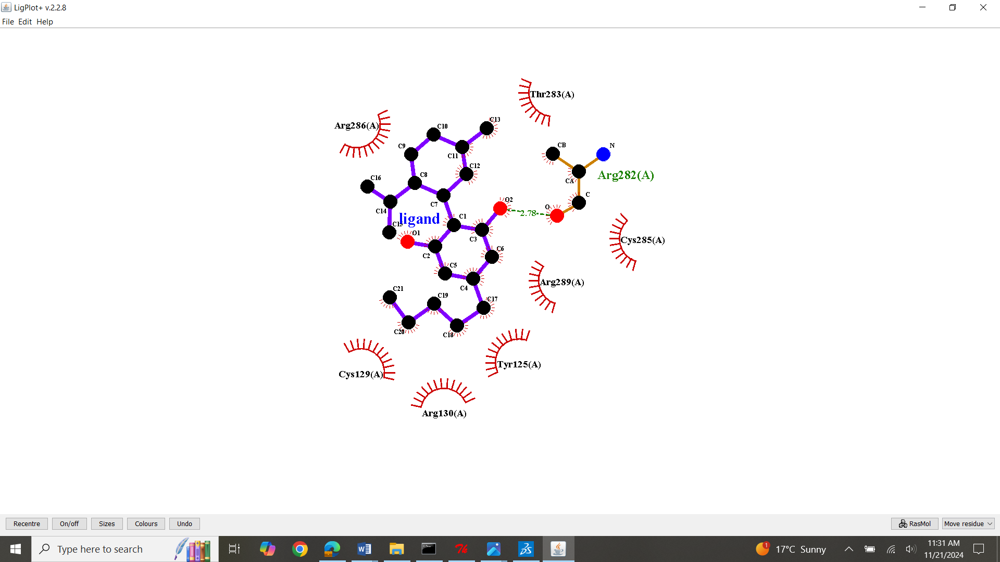 LigPlot+ v.2.2.8
File Edit Help
Thr283(A)
Arg286(A)
C13
C10
C9
C11
CB
N
C12
Arg282(A)
C16
C8
CA
C7
C
O2
O
C14
2.78
C1
ligand
C15
O1
C3
Cys285(A)
C2
C6
C5
Arg289(A)
C4
C21
C19
C17
C20
C18
Tyr125(A)
Cys129(A)
Arg130(A)
Recentre On/off Sizes Colours Undo RasMol Move residue
Type here to search
1
17°C Sunny
11:31 AM
11/21/2024